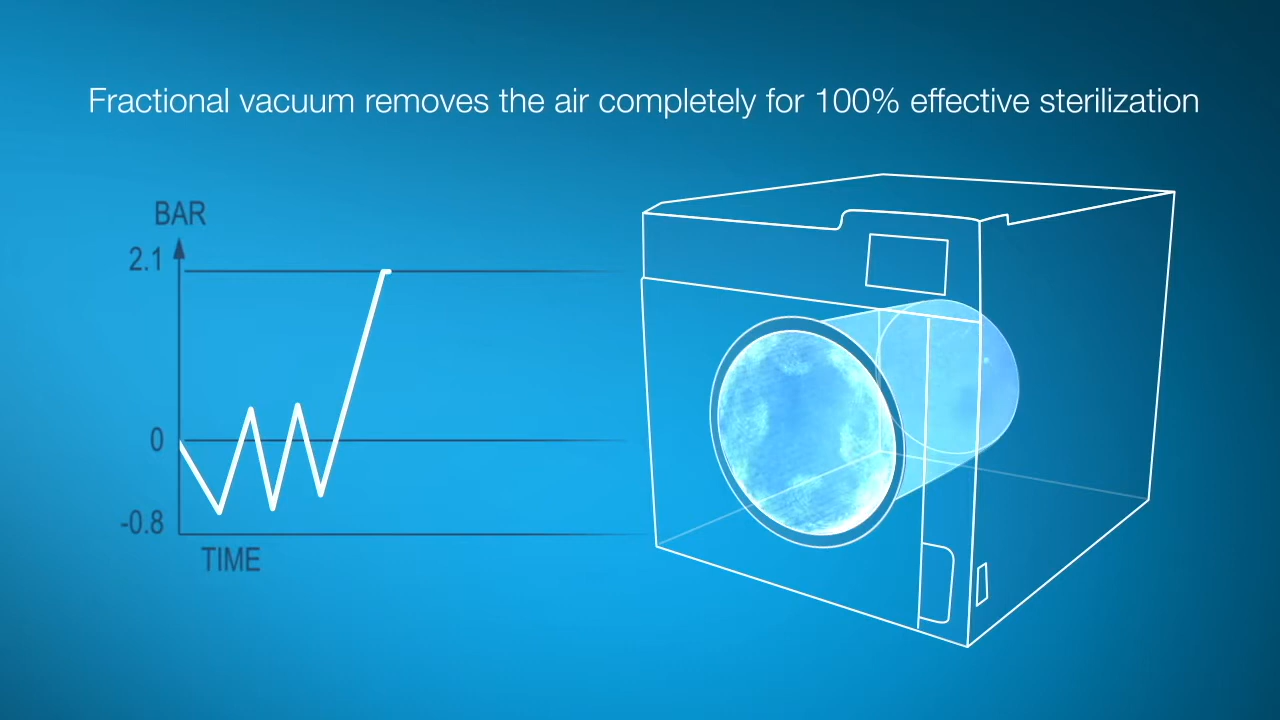 Fractional vacuum removes the air completely for 100% effective sterilization
BAR
2.1
0
-0.8
TIME